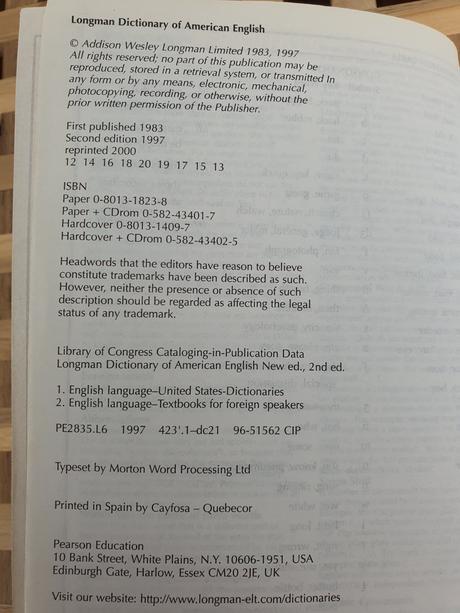 Longman Dictionary of American English
© Addison Wesley Longman Limited 1983, 1997
All rights reserved; no part of this publication may be
reproduced, stored in a retrieval system, or transmitted in
any form or by any means, electronic, mechanical,
photocopying, recording, or otherwise, without the
prior written permission of the Publisher.
First published 1983
Second edition 1997
reprinted 2000
12 14 16 18 20 19 17 15 13
ISBN
Paper 0-8013-1823-8
Paper + CDrom 0-582-43401-7
Hardcover 0-8013-1409-7
Hardcover + CDrom 0-582-43402-5
Headwords that the editors have reason to believe
constitute trademarks have been described as such.
However, neither the presence or absence of such
description should be regarded as affecting the legal
status of any trademark.
Library of Congress Cataloging-in-Publication Data
Longman Dictionary of American English New ed., 2nd ed.
1. English language–United States-Dictionaries
2. English language–Textbooks for foreign speakers
PE2835.L6 1997 423'.1–dc21 96-51562 CIP
Typeset by Morton Word Processing Ltd
Printed in Spain by Cayfosa – Quebecor
Pearson Education
10 Bank Street, White Plains, N.Y. 10606-1951, USA
Edinburgh Gate, Harlow, Essex CM20 2JE, UK
Visit our website: http://www.longman-elt.com/dictionaries